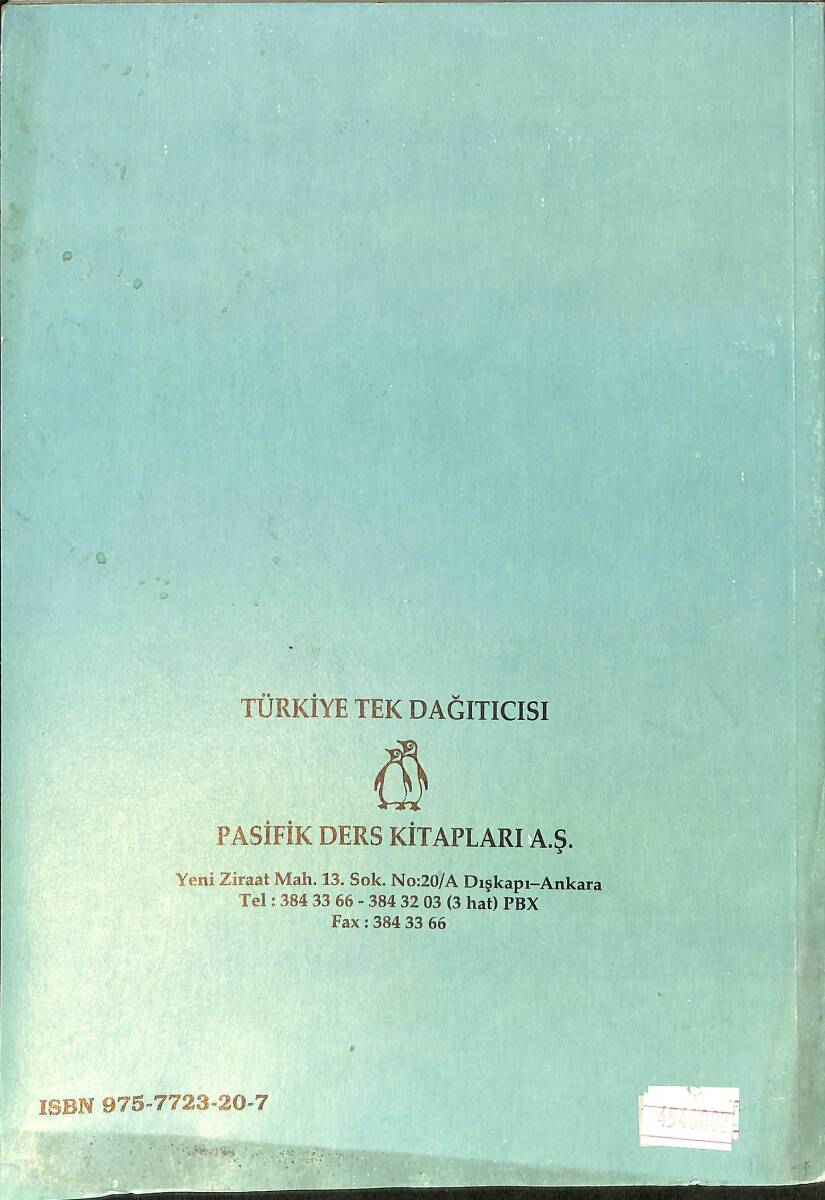 TÜRKİYE TEK DAĞITICISI
PASİFİK DERS KİTAPLARI A.Ş.
Yeni Ziraat Mah. 13. Sok. No:20/A Dışkapı–Ankara
Tel : 384 33 66 - 384 32 03 (3 hat) PBX
Fax : 384 33 66
ISBN 975-7723-20-7